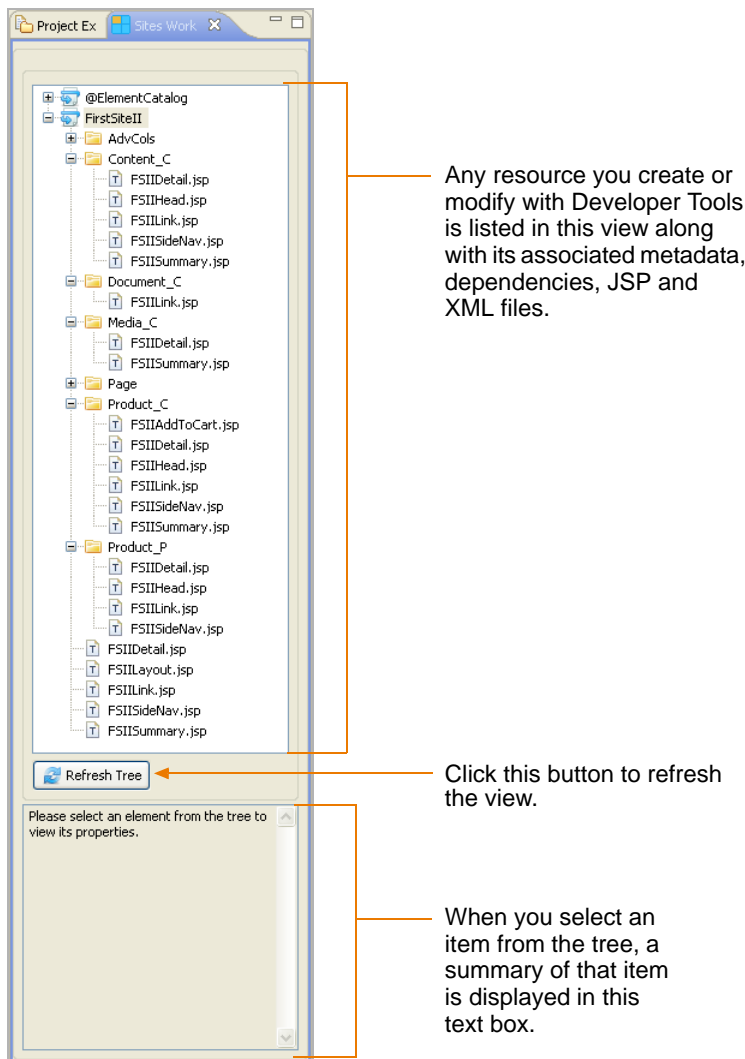 Project Ex
Sites Work
@ElementCatalog
FirstSiteII
AdvCols
Content_C
FSIIDetail.jsp
FSIIHead.jsp
FSIILink.jsp
FSIISideNav.jsp
FSIISummary.jsp
Document_C
FSIILink.jsp
Media_C
FSIIDetail.jsp
FSIISummary.jsp
Page
Product_C
FSIIAddToCart.jsp
FSIIDetail.jsp
FSIIHead.jsp
FSIILink.jsp
FSIISideNav.jsp
FSIISummary.jsp
Product_P
FSIIDetail.jsp
FSIIHead.jsp
FSIILink.jsp
FSIISideNav.jsp
FSIIDetail.jsp
FSIILayout.jsp
FSIILink.jsp
FSIISideNav.jsp
FSIISummary.jsp
Any resource you create or
modify with Developer Tools
is listed in this view along
with its associated metadata,
dependencies, JSP and
XML files.
Refresh Tree
Click this button to refresh
the view.
Please select an element from the tree to
view its properties.
When you select an
item from the tree, a
summary of that item
is displayed in this
text box.